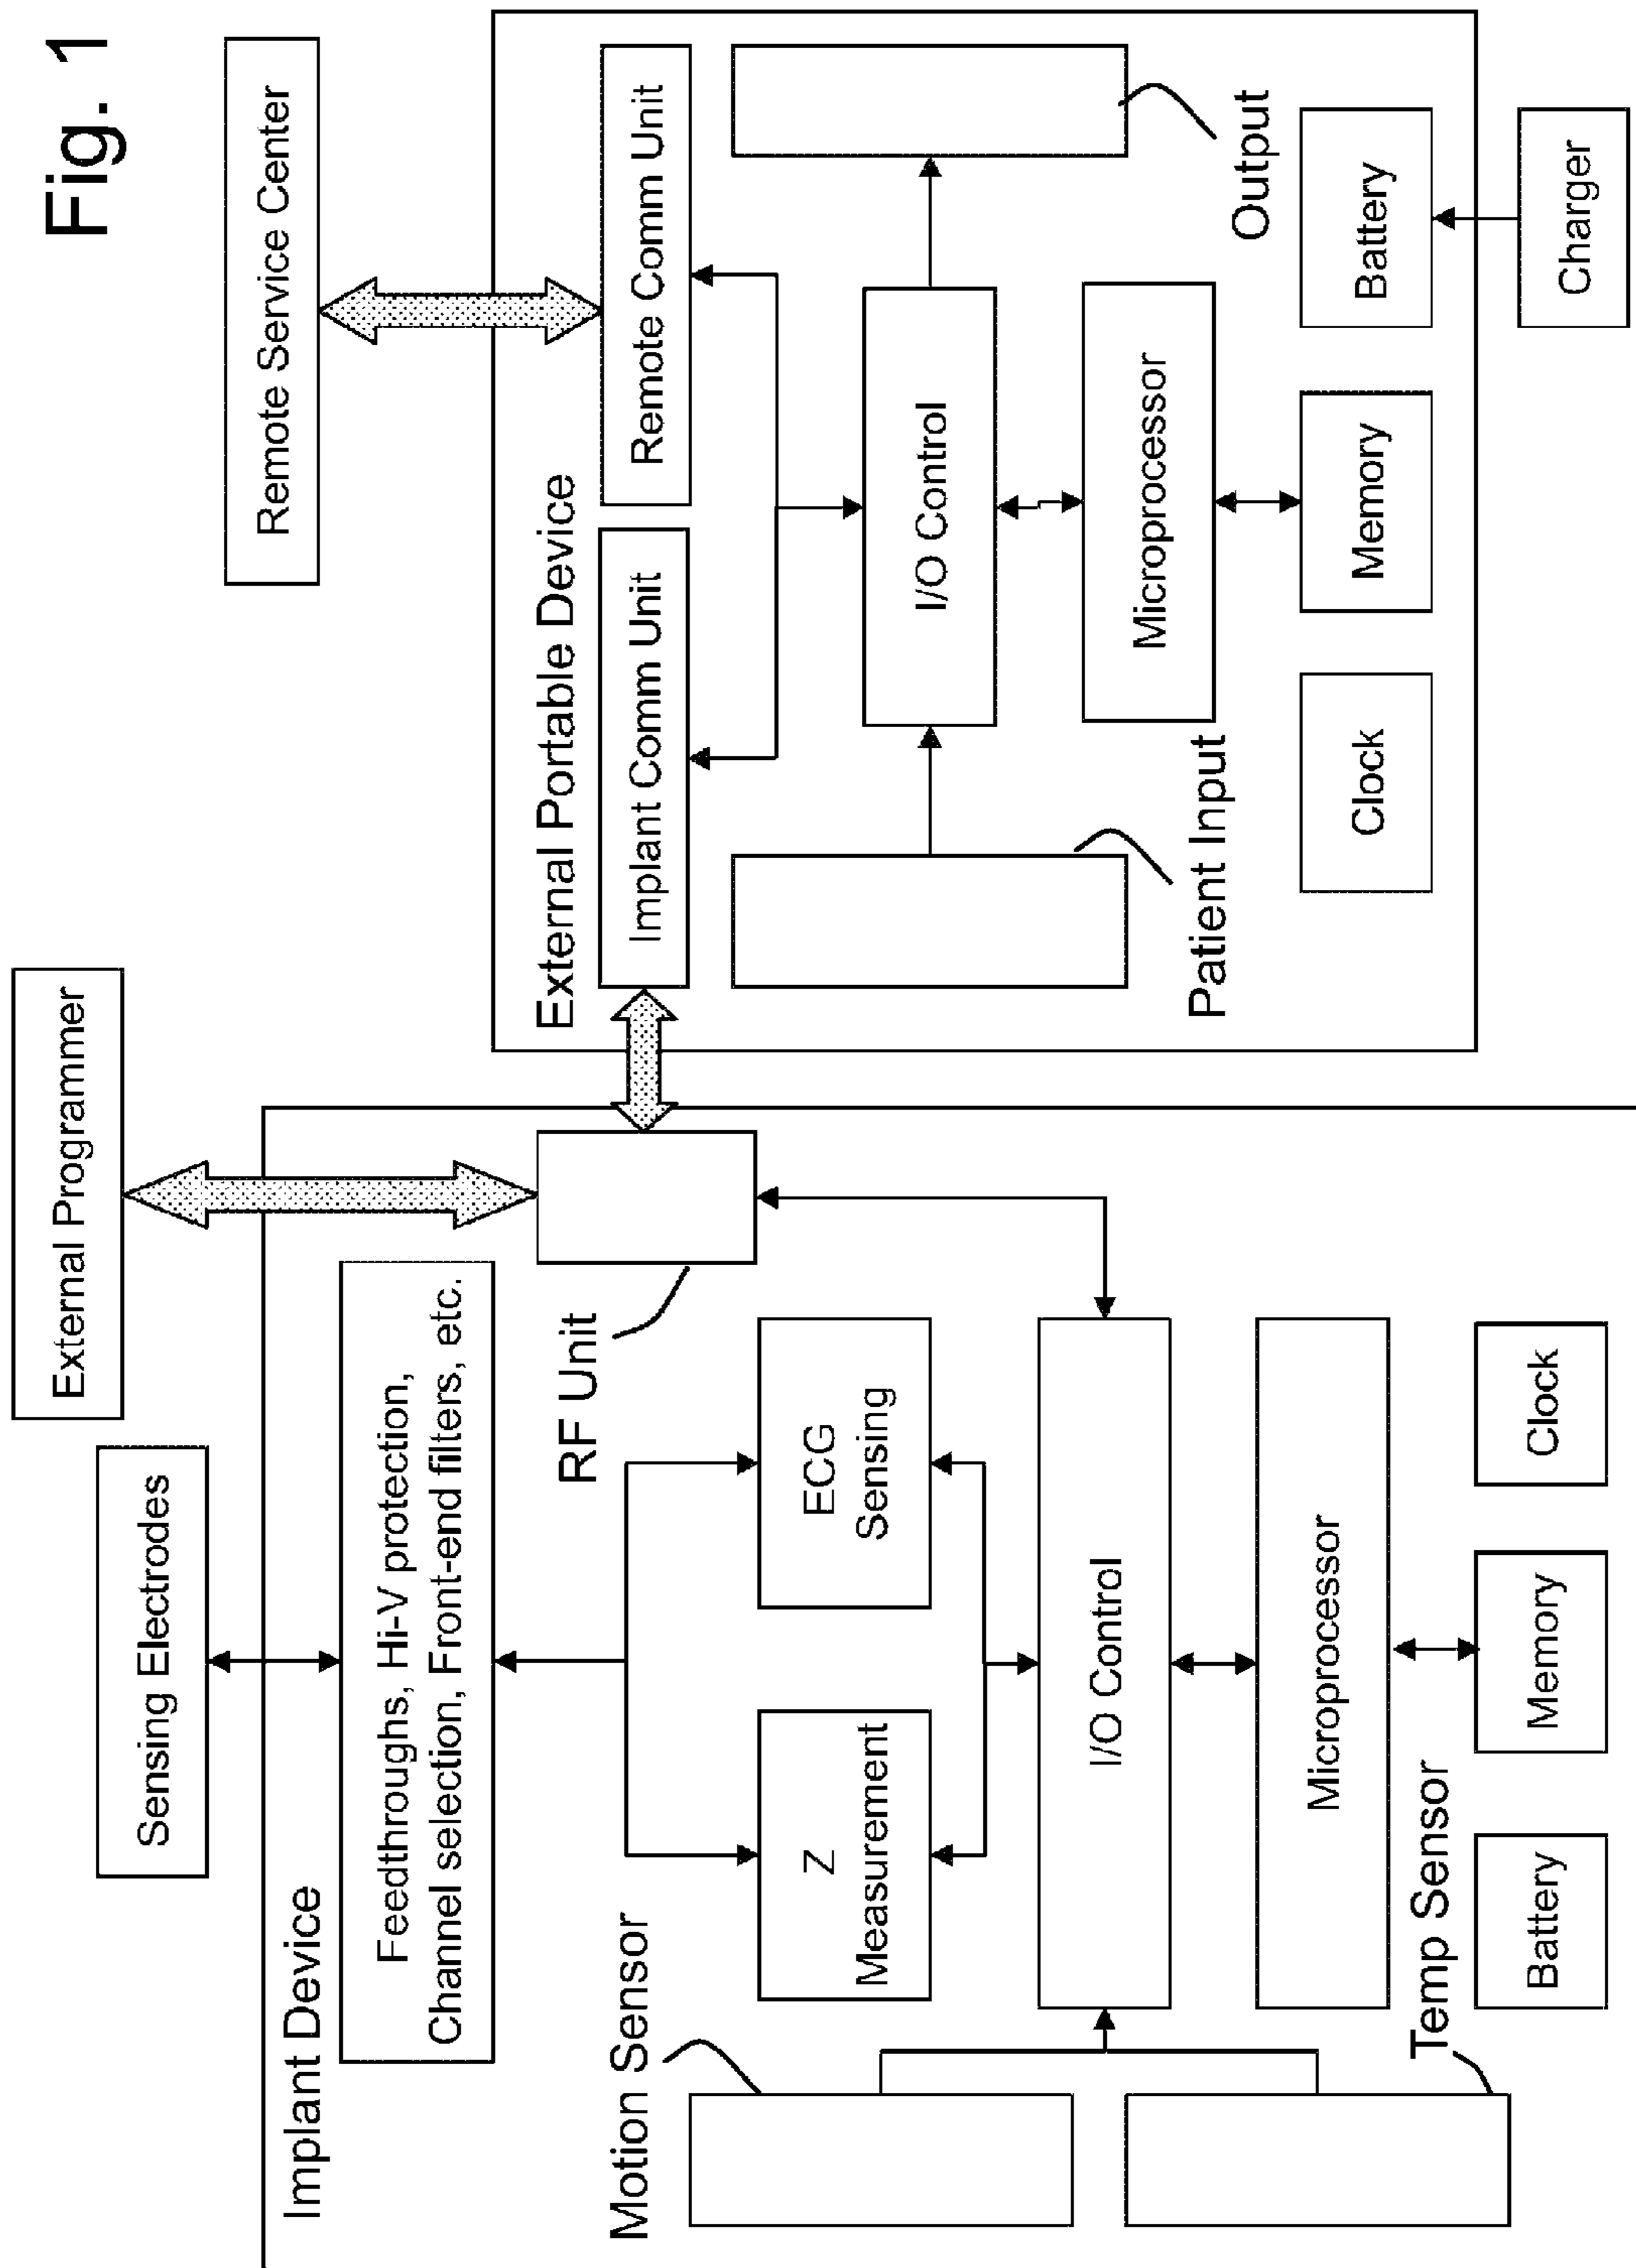 Fig. 1
External Programmer
Remote Service Center
Sensing Electrodes
Implant Device
Feedthroughs, Hi-V protection,
Channel selection, Front-end filters, etc.
RF Unit
Motion Sensor
Z
Measurement
ECG
Sensing
I/O Control
Microprocessor
Temp Sensor
Battery
Memory
Clock
External Portable Device
Implant Comm Unit
Remote Comm Unit
I/O Control
Patient Input
Output
Microprocessor
Clock
Memory
Battery
Charger